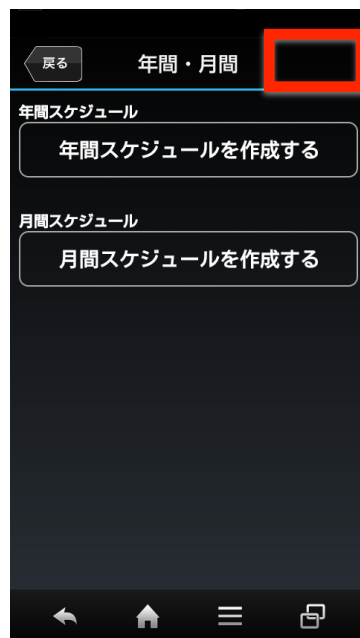 戻る
年間・月間
年間スケジュール
年間スケジュールを作成する
月間スケジュール
月間スケジュールを作成する